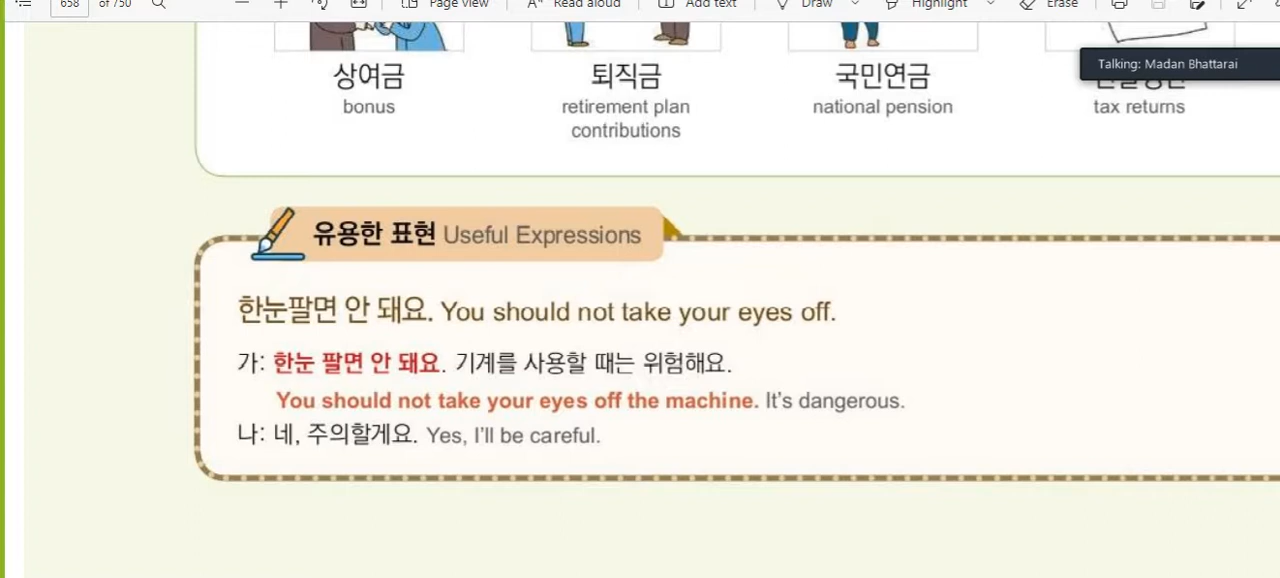 658 of 750 Page view Read aloud Add text Draw Highlight Erase
Talking: Madan Bhattarai
상여금 퇴직금 국민연금
bonus retirement plan national pension tax returns
contributions
유용한 표현 Useful Expressions
한눈팔면 안 돼요. You should not take your eyes off.
가: 한눈 팔면 안 돼요. 기계를 사용할 때는 위험해요.
You should not take your eyes off the machine. It's dangerous.
나: 네, 주의할게요. Yes, I'll be careful.